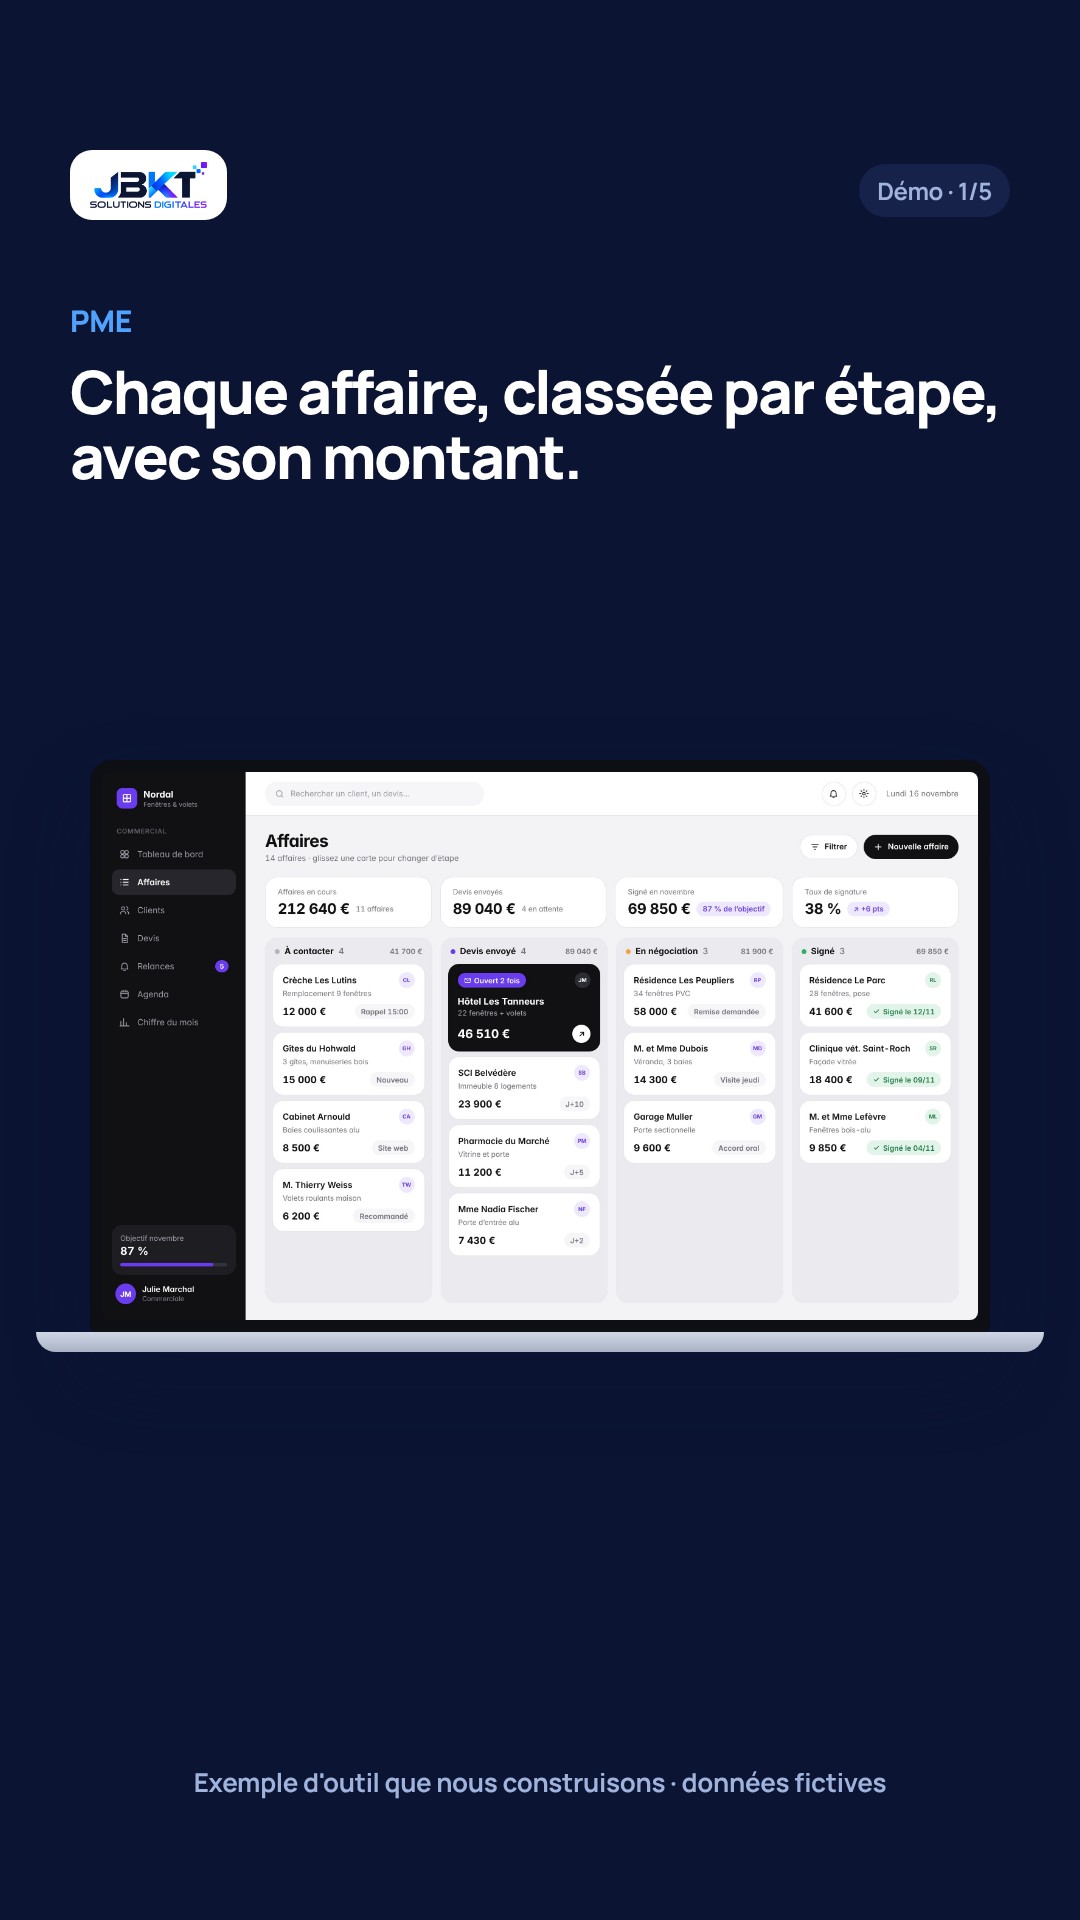 JBKT
SOLUTIONS DIGITALES
Démo · 1/5
PME
Chaque affaire, classée par étape,
avec son montant.
Nordal
Fenêtres & volets
COMMERCIAL
Tableau de bord
Affaires
Clients
Devis
Relances 5
Agenda
Chiffre du mois
Objectif novembre
87 %
JM
Julie Marchal
Commerciale
Rechercher un client, un devis...
Lundi 16 novembre
Affaires
14 affaires · glissez une carte pour changer d'étape
Filtrer
Nouvelle affaire
Affaires en cours
212 640 € 11 affaires
Devis envoyés
89 040 € 4 en attente
Signé en novembre
69 850 € 87 % de l'objectif
Taux de signature
38 % +6 pts
À contacter 4 41 700 €
Crèche Les Lutins CL
Remplacement 9 fenêtres
12 000 € Rappel 15:00
Gîtes du Hohwald GH
3 gîtes, menuiseries bois
15 000 € Nouveau
Cabinet Arnould CA
Baies coulissantes alu
8 500 € Site web
M. Thierry Weiss TW
Volets roulants maison
6 200 € Recommandé
Devis envoyé 4 89 040 €
Ouvert 2 fois JM
Hôtel Les Tanneurs
22 fenêtres + volets
46 510 €
SCI Belvédère SB
Immeuble 8 logements
23 900 € J+10
Pharmacie du Marché PM
Vitrine et porte
11 200 € J+5
Mme Nadia Fischer NF
Porte d'entrée alu
7 430 € J+2
En négociation 3 81 900 €
Résidence Les Peupliers RP
34 fenêtres PVC
58 000 € Remise demandée
M. et Mme Dubois MD
Véranda, 3 baies
14 300 € Visite jeudi
Garage Muller GM
Porte sectionnelle
9 600 € Accord oral
Signé 3 69 850 €
Résidence Le Parc RL
28 fenêtres, pose
41 600 € Signé le 12/11
Clinique vét. Saint-Roch SR
Façade vitrée
18 400 € Signé le 09/11
M. et Mme Lefèvre ML
Fenêtres bois-alu
9 850 € Signé le 04/11
Exemple d'outil que nous construisons · données fictives